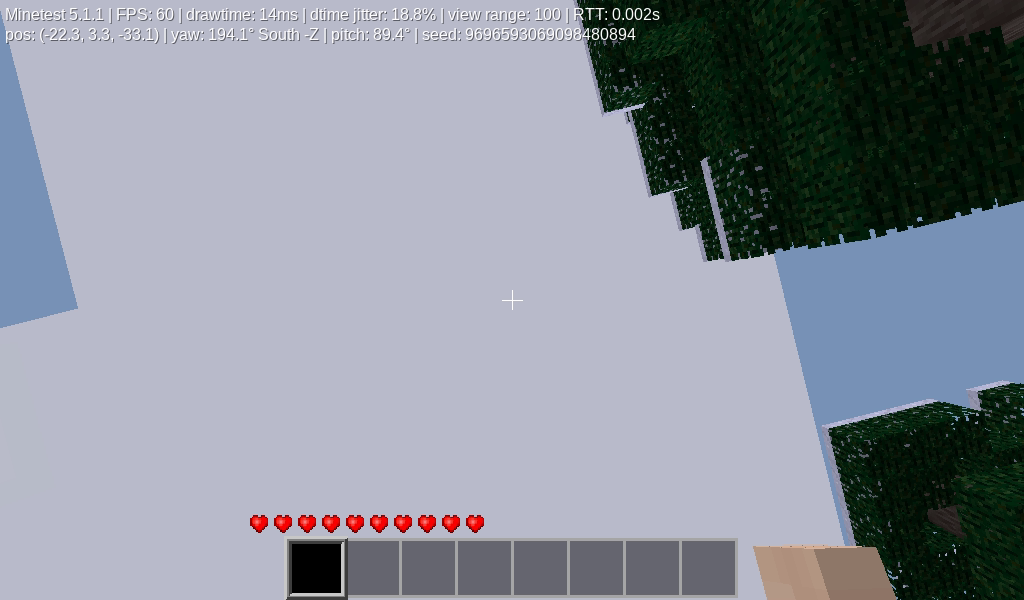 Minetest 5.1.1 | FPS: 60 | drawtime: 14ms | dtime jitter: 18.8% | view range: 100 | RTT: 0.002s
pos: (-22.3, 3.3, -33.1) | yaw: 194.1° South -Z | pitch: 89.4° | seed: 9696593069098480894